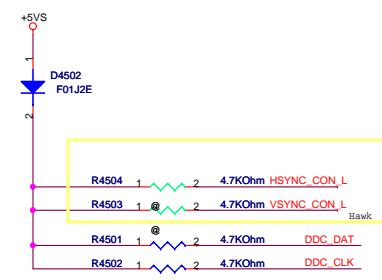 +5VS
1
D4502
F01J2E
2
R4504 1 2 4.7KOhm HSYNC_CON_L
R4503 1 @ 2 4.7KOhm VSYNC_CON_L
Hawk
@
R4501 1 2 4.7KOhm DDC_DAT
R4502 1 2 4.7KOhm DDC_CLK